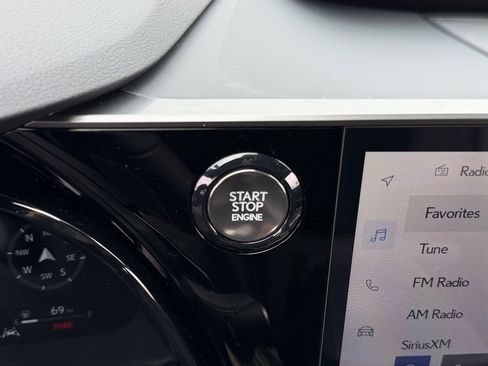 START
STOP
ENGINE
N
NW
SE
W
S
SW
69
PARK
Radio
Favorites
Tune
FM Radio
AM Radio
SiriusXM